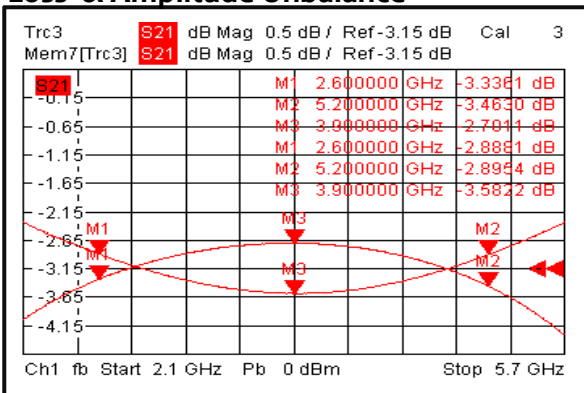 Loss & Amplitude Unbalance
Trc3 S21 dB Mag 0.5 dB / Ref -3.15 dB Cal 3
Mem7[Trc3] S21 dB Mag 0.5 dB / Ref -3.15 dB
S21
M1 2.600000 GHz -3.3361 dB
M2 5.200000 GHz -3.4630 dB
M3 3.900000 GHz -2.7011 dB
M1 2.600000 GHz -2.8881 dB
M2 5.200000 GHz -2.8954 dB
M3 3.900000 GHz -3.5822 dB
-0.15
-0.65
-1.15
-1.65
-2.15
-2.65
-3.15
-3.65
-4.15
M1
M3
M2
M1
M3
M2
Ch1 fb Start 2.1 GHz Pb 0 dBm Stop 5.7 GHz